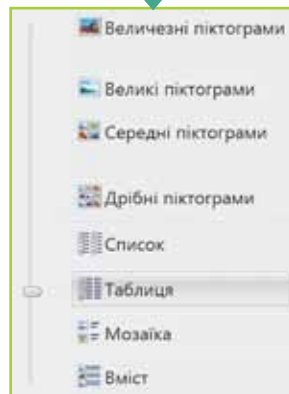 Величезні піктограми
Великі піктограми
Середні піктограми
Дрібні піктограми
Список
Таблиця
Мозаїка
Вміст